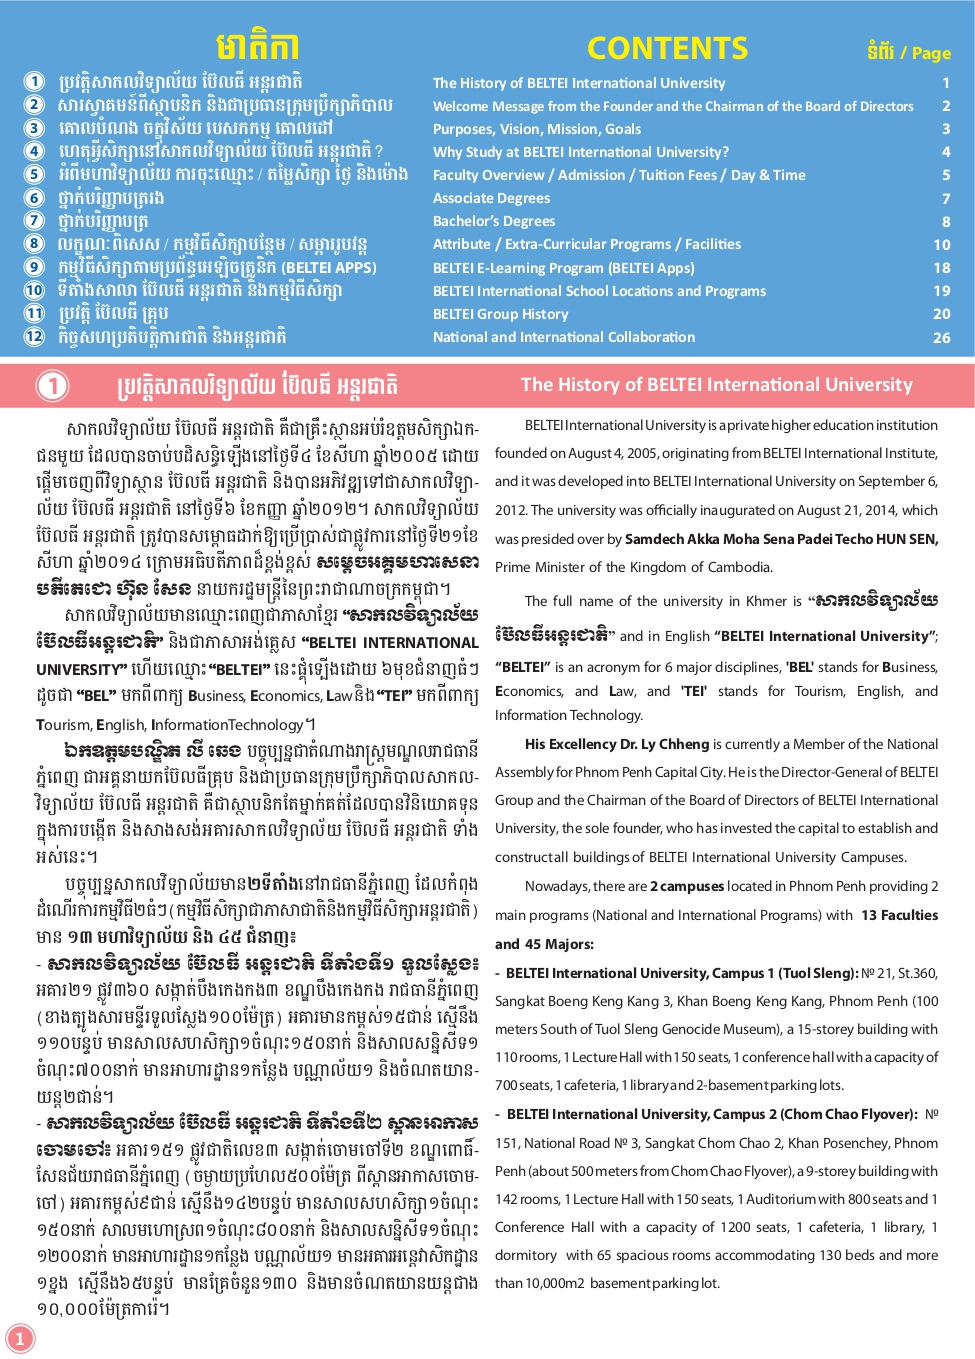 មាតិកា CONTENTS ទំព័រ / Page
1 ប្រវត្តិសាកលវិទ្យាល័យ ប៊ែលធី អន្តរជាតិ The History of BELTEI International University 1
2 សារស្វាគមន៍ពីស្ថាបនិក និងជាប្រធានក្រុមប្រឹក្សាភិបាល Welcome Message from the Founder and the Chairman of the Board of Directors 2
3 គោលបំណង ចក្ខុវិស័យ បេសកកម្ម គោលដៅ Purposes, Vision, Mission, Goals 3
4 ហេតុអ្វីសិក្សានៅសាកលវិទ្យាល័យ ប៊ែលធី អន្តរជាតិ ? Why Study at BELTEI International University? 4
5 អំពីមហាវិទ្យាល័យ ការចុះឈ្មោះ / តម្លៃសិក្សា ថ្ងៃ និងម៉ោង Faculty Overview / Admission / Tuition Fees / Day & Time 5
6 ថ្នាក់បរិញ្ញាបត្ររង Associate Degrees 7
7 ថ្នាក់បរិញ្ញាបត្រ Bachelor’s Degrees 8
8 លក្ខណៈពិសេស / កម្មវិធីសិក្សាបន្ថែម / សម្ភាររូបវន្ត Attribute / Extra-Curricular Programs / Facilities 10
9 កម្មវិធីសិក្សាតាមប្រព័ន្ធអេឡិចត្រូនិក (BELTEI APPS) BELTEI E-Learning Program (BELTEI Apps) 18
10 ទីតាំងសាលា ប៊ែលធី អន្តរជាតិ និងកម្មវិធីសិក្សា BELTEI International School Locations and Programs 19
11 ប្រវត្តិ ប៊ែលធី គ្រុប BELTEI Group History 20
12 កិច្ចសហប្រតិបត្តិការជាតិ និងអន្តរជាតិ National and International Collaboration 26
1 ប្រវត្តិសាកលវិទ្យាល័យ ប៊ែលធី អន្តរជាតិ The History of BELTEI International University
សាកលវិទ្យាល័យ ប៊ែលធី អន្តរជាតិ គឺជាគ្រឹះស្ថានអប់រំឧត្តមសិក្សាឯក-
ជនមួយ ដែលបានចាប់បដិសន្ធិឡើងនៅថ្ងៃទី៤ ខែសីហា ឆ្នាំ២០០៥ ដោយ
ផ្តើមចេញពីវិទ្យាស្ថាន ប៊ែលធី អន្តរជាតិ និងបានអភិវឌ្ឍទៅជាសាកលវិទ្យា-
ល័យ ប៊ែលធី អន្តរជាតិ នៅថ្ងៃទី៦ ខែកញ្ញា ឆ្នាំ២០១២។ សាកលវិទ្យាល័យ
ប៊ែលធី អន្តរជាតិ ត្រូវបានសម្ពោធដាក់ឱ្យប្រើប្រាស់ជាផ្លូវការនៅថ្ងៃទី២១ខែ
សីហា ឆ្នាំ២០១៤ ក្រោមអធិបតីភាពដ៏ខ្ពង់ខ្ពស់ សម្តេចអគ្គមហាសេនា
បតីតេជោ ហ៊ុន សែន នាយករដ្ឋមន្ត្រីនៃព្រះរាជាណាចក្រកម្ពុជា។
សាកលវិទ្យាល័យមានឈ្មោះពេញជាភាសាខ្មែរ “សាកលវិទ្យាល័យ
ប៊ែលធីអន្តរជាតិ” និងជាភាសាអង់គ្លេស “BELTEI INTERNATIONAL
UNIVERSITY” ហើយឈ្មោះ“BELTEI” នេះផ្គុំឡើងដោយ ៦មុខជំនាញធំៗ
ដូចជា “BEL” មកពីពាក្យ Business, Economics, Law និង “TEI” មកពីពាក្យ
Tourism, English, InformationTechnology។
ឯកឧត្តមបណ្ឌិត លី ឆេង បច្ចុប្បន្នជាតំណាងរាស្ត្រមណ្ឌលរាជធានី
ភ្នំពេញ ជាអគ្គនាយកប៊ែលធីគ្រុប និងជាប្រធានក្រុមប្រឹក្សាភិបាលសាកល-
វិទ្យាល័យ ប៊ែលធី អន្តរជាតិ គឺជាស្ថាបនិកតែម្នាក់គត់ដែលបានវិនិយោគទុន
ក្នុងការបង្កើត និងសាងសង់អគារសាកលវិទ្យាល័យ ប៊ែលធី អន្តរជាតិ ទាំង
អស់នេះ។
បច្ចុប្បន្នសាកលវិទ្យាល័យមាន២ទីតាំងនៅរាជធានីភ្នំពេញ ដែលកំពុង
ដំណើរការកម្មវិធី២ធំៗ(កម្មវិធីសិក្សាជាភាសាជាតិនិងកម្មវិធីសិក្សាអន្តរជាតិ)
មាន ១៣ មហាវិទ្យាល័យ និង ៤៥ ជំនាញ៖
- សាកលវិទ្យាល័យ ប៊ែលធី អន្តរជាតិ ទីតាំងទី១ ទួលស្លែង៖
អគារ២១ ផ្លូវ៣៦០ សង្កាត់បឹងកេងកង៣ ខណ្ឌបឹងកេងកង រាជធានីភ្នំពេញ
(ខាងត្បូងសារមន្ទីរទួលស្លែង១០០ម៉ែត្រ) អគារមានកម្ពស់១៥ជាន់ ស្មើនឹង
១១០បន្ទប់ មានសាលសហសិក្សា១ចំណុះ១៥០នាក់ និងសាលសន្និសីទ១
ចំណុះ៧០០នាក់ មានអាហារដ្ឋាន១កន្លែង បណ្ណាល័យ១ និងចំណតយាន-
យន្ត២ជាន់។
- សាកលវិទ្យាល័យ ប៊ែលធី អន្តរជាតិ ទីតាំងទី២ ស្ពានអាកាស
ចោមចៅ៖ អគារ១៥១ ផ្លូវជាតិលេខ៣ សង្កាត់ចោមចៅទី២ ខណ្ឌពោធិ៍-
សែនជ័យរាជធានីភ្នំពេញ (ចម្ងាយប្រហែល៥០០ម៉ែត្រ ពីស្ពានអាកាសចោម-
ចៅ) អគារកម្ពស់៩ជាន់ ស្មើនឹង១៤២បន្ទប់ មានសាលសហសិក្សា១ចំណុះ
១៥០នាក់ សាលមហោស្រព១ចំណុះ៨០០នាក់ និងសាលសន្និសីទ១ចំណុះ
១២០០នាក់ មានអាហារដ្ឋាន១កន្លែង បណ្ណាល័យ១ មានអគារអន្តេវាសិកដ្ឋាន
១ខ្នង ស្មើនឹង៦៥បន្ទប់ មានគ្រែចំនួន១៣០ និងមានចំណតយានយន្តជាង
១០,០០០ម៉ែត្រការ៉េ។
BELTEI International University is a private higher education institution
founded on August 4, 2005, originating from BELTEI International Institute,
and it was developed into BELTEI International University on September 6,
2012. The university was officially inaugurated on August 21, 2014, which
was presided over by Samdech Akka Moha Sena Padei Techo HUN SEN,
Prime Minister of the Kingdom of Cambodia.
The full name of the university in Khmer is “សាកលវិទ្យាល័យ
ប៊ែលធីអន្តរជាតិ” and in English “BELTEI International University”;
“BELTEI” is an acronym for 6 major disciplines, 'BEL' stands for Business,
Economics, and Law, and 'TEI' stands for Tourism, English, and
Information Technology.
His Excellency Dr. Ly Chheng is currently a Member of the National
Assembly for Phnom Penh Capital City. He is the Director-General of BELTEI
Group and the Chairman of the Board of Directors of BELTEI International
University, the sole founder, who has invested the capital to establish and
construct all buildings of BELTEI International University Campuses.
Nowadays, there are 2 campuses located in Phnom Penh providing 2
main programs (National and International Programs) with 13 Faculties
and 45 Majors:
- BELTEI International University, Campus 1 (Tuol Sleng): № 21, St.360,
Sangkat Boeng Keng Kang 3, Khan Boeng Keng Kang, Phnom Penh (100
meters South of Tuol Sleng Genocide Museum), a 15-storey building with
110 rooms, 1 Lecture Hall with 150 seats, 1 conference hall with a capacity of
700 seats, 1 cafeteria, 1 library and 2-basement parking lots.
- BELTEI International University, Campus 2 (Chom Chao Flyover): №
151, National Road № 3, Sangkat Chom Chao 2, Khan Posenchey, Phnom
Penh (about 500 meters from Chom Chao Flyover), a 9-storey building with
142 rooms, 1 Lecture Hall with 150 seats, 1 Auditorium with 800 seats and 1
Conference Hall with a capacity of 1200 seats, 1 cafeteria, 1 library, 1
dormitory with 65 spacious rooms accommodating 130 beds and more
than 10,000m2 basement parking lot.
1